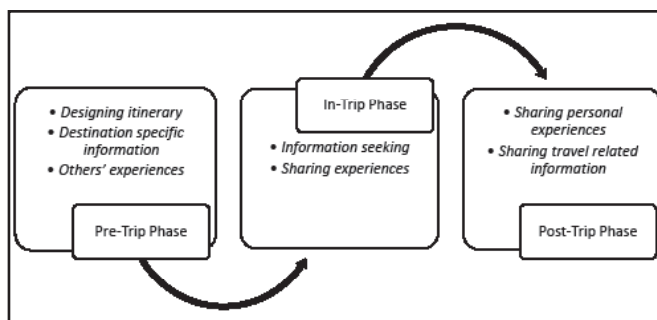 • Designing itinerary
• Destination specific
information
• Others' experiences
Pre-Trip Phase
In-Trip Phase
• Information seeking
• Sharing experiences
• Sharing personal
experiences
• Sharing travel related
information
Post-Trip Phase